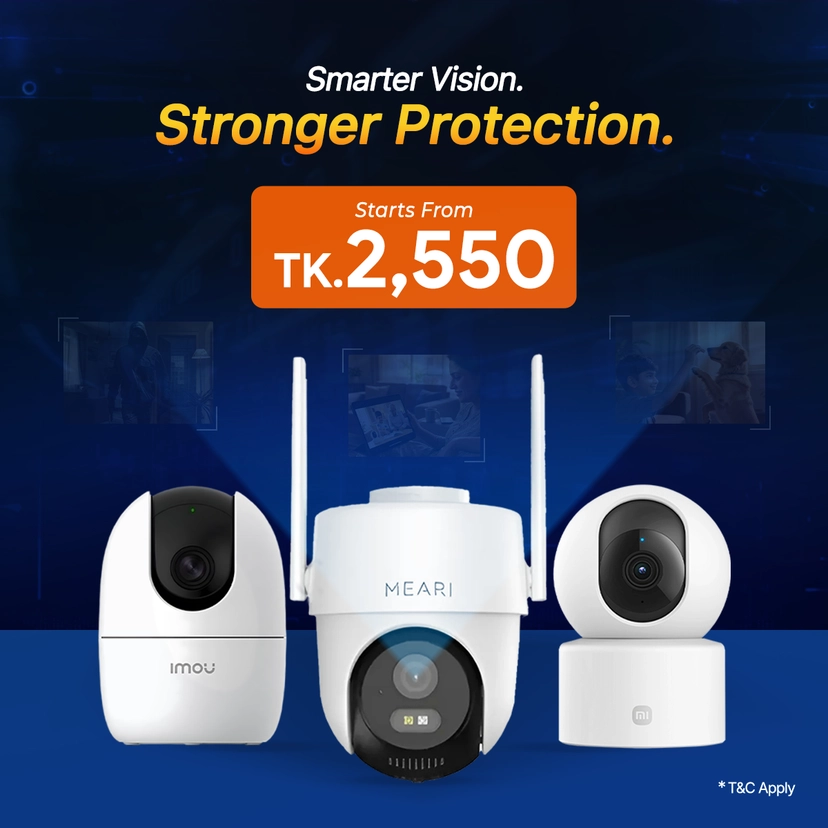 Smarter Vision.
Stronger Protection.
Starts From
TK.2,550
MEARI
imou
mi
* T&C Apply